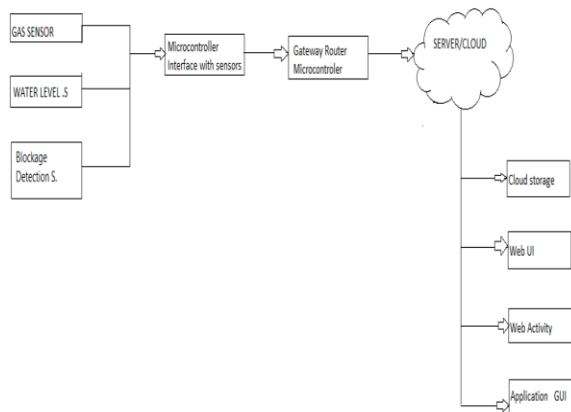 GAS SENSOR
WATER LEVEL .S
Blockage
Detection S.
Microcontroller
Interface with sensors
Gateway Router
Microcontroler
SERVER/CLOUD
Cloud storage
Web UI
Web Activity
Application GUI